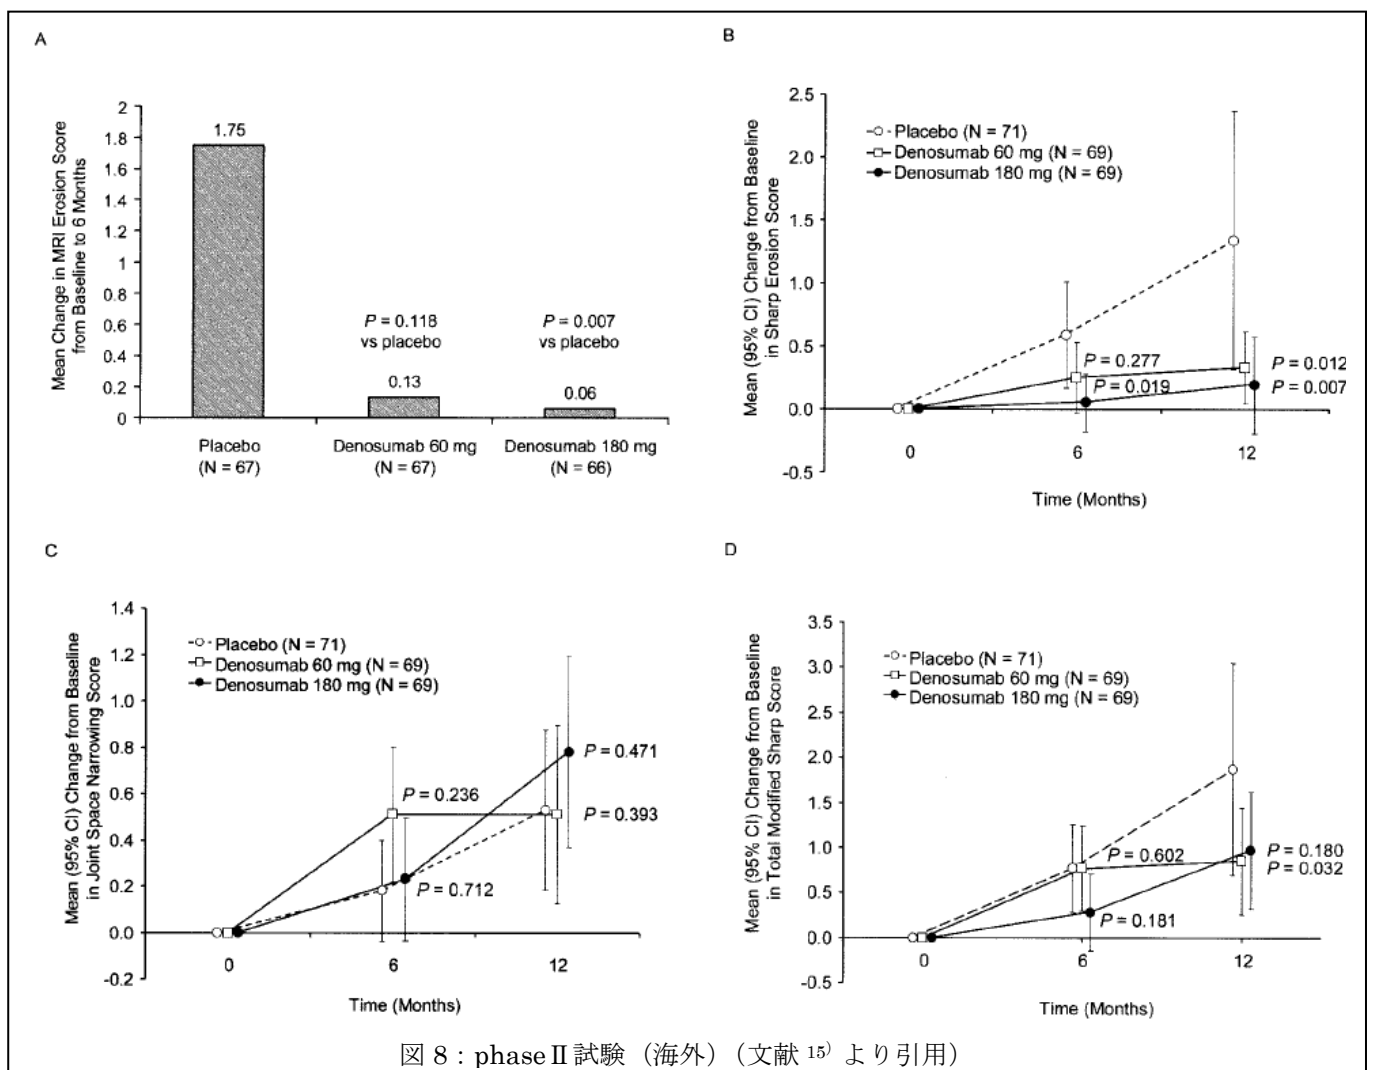 A
Mean Change in MRI Erosion Score
from Baseline to 6 Months
2
1.8
1.6
1.4
1.2
1
0.8
0.6
0.4
0.2
0
1.75
P = 0.118
vs placebo
0.13
P = 0.007
vs placebo
0.06
Placebo
(N = 67)
Denosumab 60 mg
(N = 67)
Denosumab 180 mg
(N = 66)
B
Mean (95% CI) Change from Baseline
in Sharp Erosion Score
2.5
2.0
1.5
1.0
0.5
0.0
-0.5
Placebo (N = 71)
Denosumab 60 mg (N = 69)
Denosumab 180 mg (N = 69)
P = 0.277
P = 0.019
P = 0.012
P = 0.007
0
6
12
Time (Months)
C
Mean (95% CI) Change from Baseline
in Joint Space Narrowing Score
1.4
1.2
1.0
0.8
0.6
0.4
0.2
0.0
-0.2
Placebo (N = 71)
Denosumab 60 mg (N = 69)
Denosumab 180 mg (N = 69)
P = 0.236
P = 0.712
P = 0.471
P = 0.393
0
6
12
Time (Months)
D
Mean (95% CI) Change from Baseline
in Total Modified Sharp Score
3.5
3.0
2.5
2.0
1.5
1.0
0.5
0.0
-0.5
Placebo (N = 71)
Denosumab 60 mg (N = 69)
Denosumab 180 mg (N = 69)
P = 0.602
P = 0.181
P = 0.180
P = 0.032
0
6
12
Time (Months)
図 8：phaseⅡ試験（海外）（文献 15）より引用）